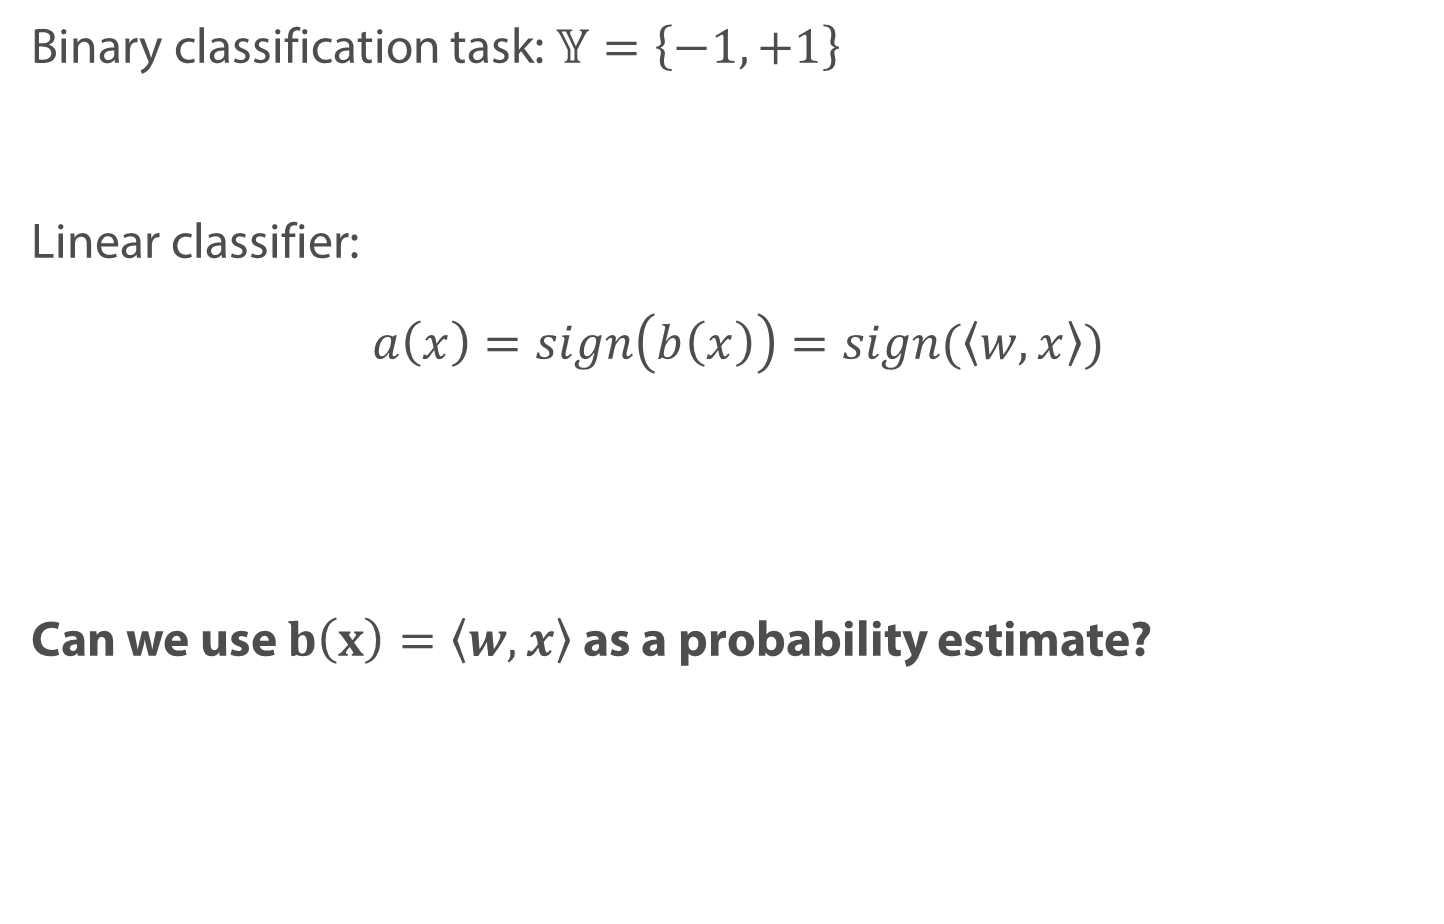 Binary classification task: 𝕐 = {−1, +1}
Linear classifier:
a(x) = sign(b(x)) = sign(⟨w, x⟩)
Can we use b(x) = ⟨w, x⟩ as a probability estimate?